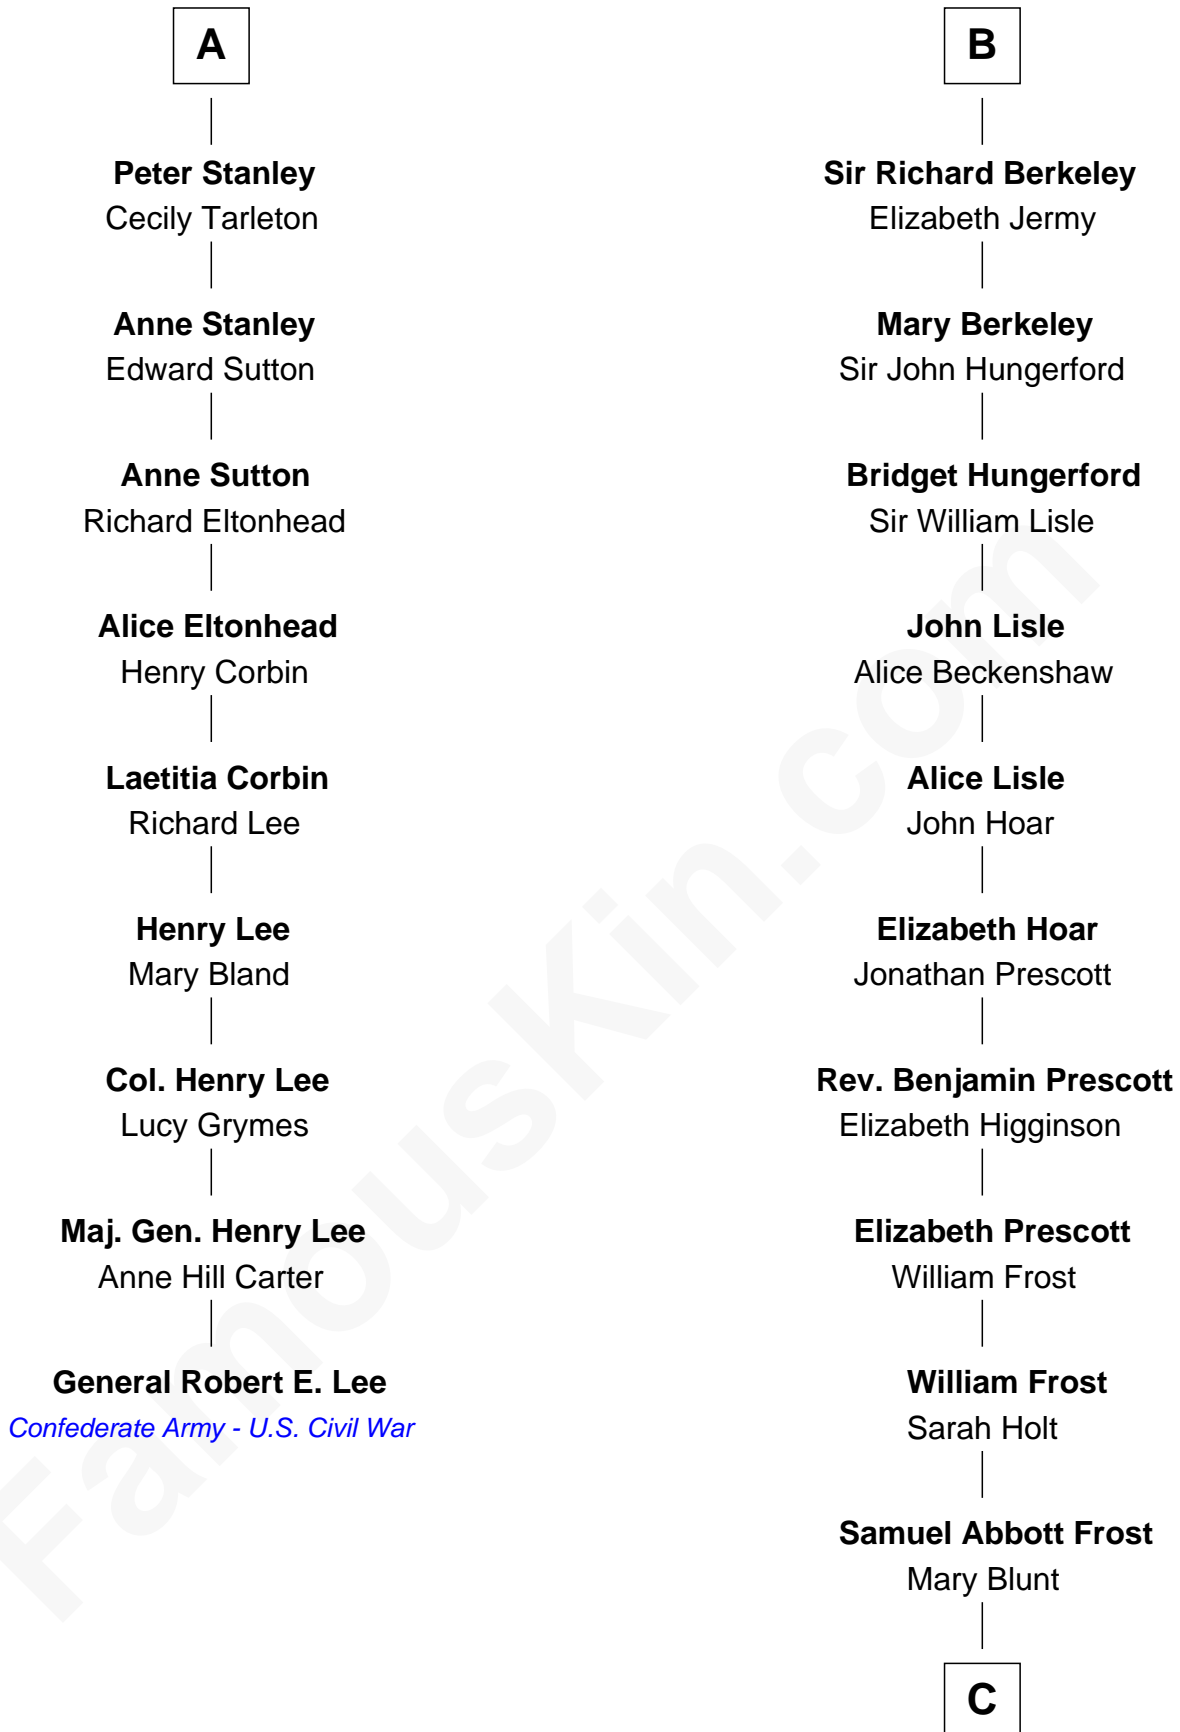 A
Peter Stanley
Cecily Tarleton
Anne Stanley
Edward Sutton
Anne Sutton
Richard Eltonhead
Alice Eltonhead
Henry Corbin
Laetitia Corbin
Richard Lee
Henry Lee
Mary Bland
Col. Henry Lee
Lucy Grymes
Maj. Gen. Henry Lee
Anne Hill Carter
General Robert E. Lee
Confederate Army - U.S. Civil War
B
Sir Richard Berkeley
Elizabeth Jermy
Mary Berkeley
Sir John Hungerford
Bridget Hungerford
Sir William Lisle
John Lisle
Alice Beckenshaw
Alice Lisle
John Hoar
Elizabeth Hoar
Jonathan Prescott
Rev. Benjamin Prescott
Elizabeth Higginson
Elizabeth Prescott
William Frost
William Frost
Sarah Holt
Samuel Abbott Frost
Mary Blunt
C
FamousKin.com